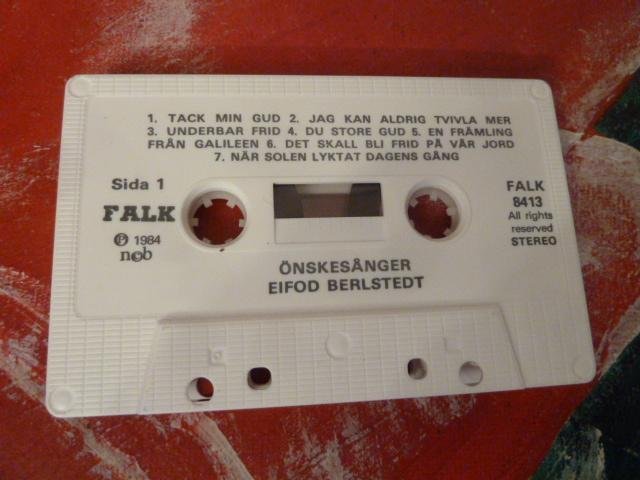 1. TACK MIN GUD 2. JAG KAN ALDRIG TVIVLA MER
3. UNDERBAR FRID 4. DU STORE GUD 5. EN FRÄMLING
FRÅN GALILEEN 6. DET SKALL BLI FRID PÅ VÅR JORD
7. NÄR SOLEN LYKTAT DAGENS GÅNG
Sida 1
FALK
℗ 1984
ncb
FALK
8413
All rights
reserved
STEREO
ÖNSKESÅNGER
EIFOD BERLSTEDT